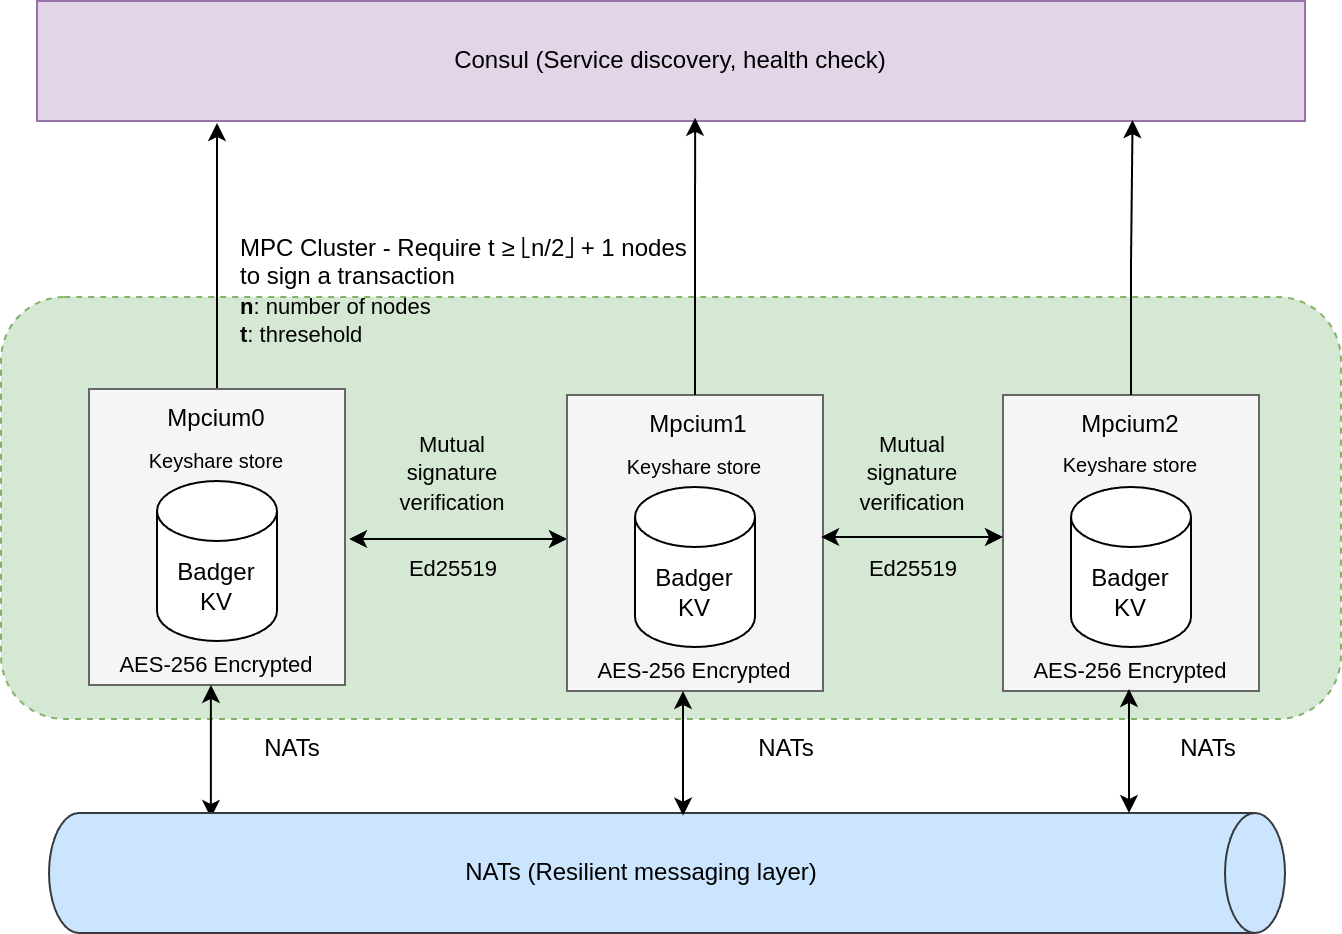 Consul (Service discovery, health check)
MPC Cluster - Require t ≥ ⌊n/2⌋ + 1 nodes
to sign a transaction
n: number of nodes
t: thresehold
Mpcium0
Keyshare store
Badger
KV
AES-256 Encrypted
Mutual
signature
verification
Ed25519
Mpcium1
Keyshare store
Badger
KV
AES-256 Encrypted
Mutual
signature
verification
Ed25519
Mpcium2
Keyshare store
Badger
KV
AES-256 Encrypted
NATs
NATs
NATs
NATs (Resilient messaging layer)